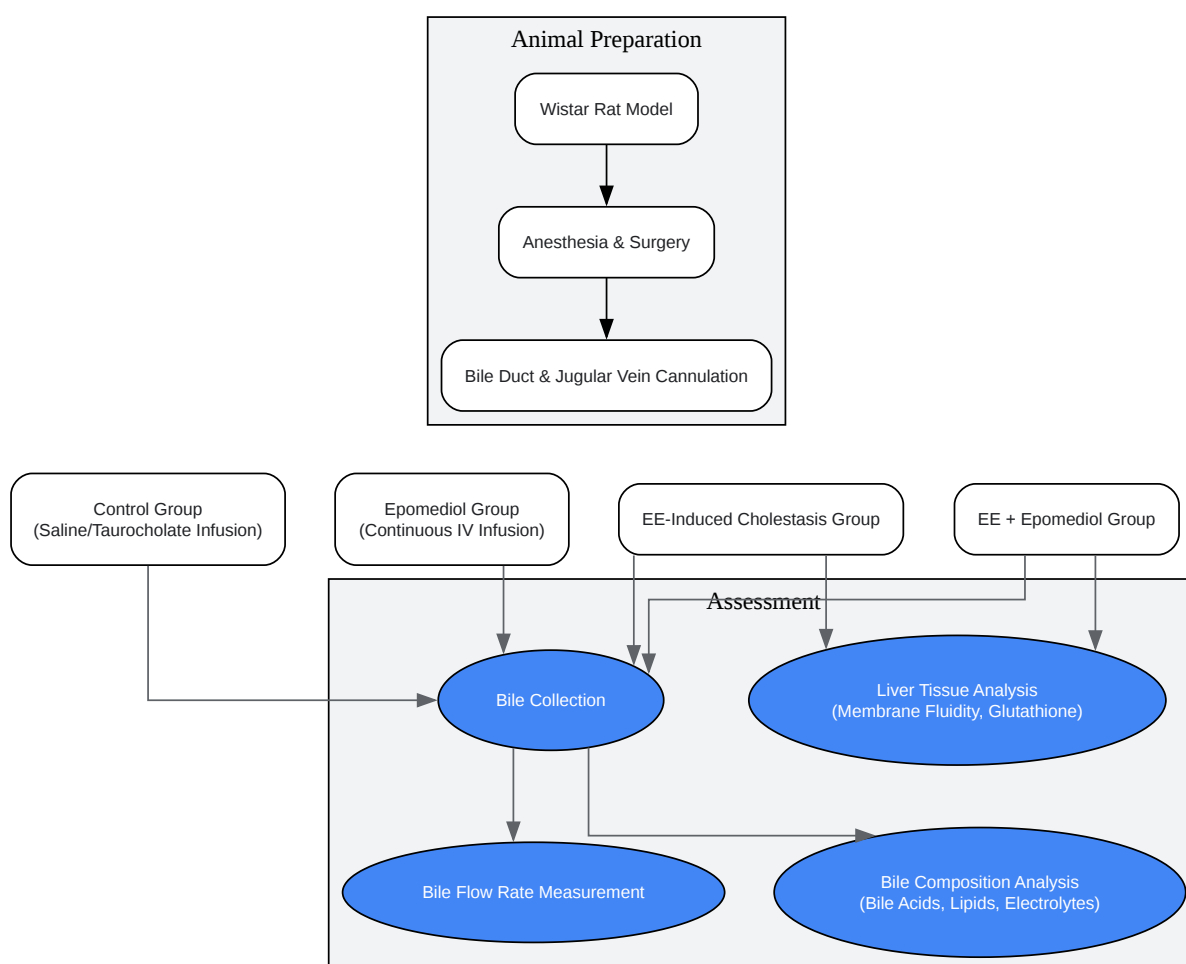 Animal Preparation
Wistar Rat Model
Anesthesia & Surgery
Bile Duct & Jugular Vein Cannulation
Control Group
(Saline/Taurocholate Infusion)
Epomediol Group
(Continuous IV Infusion)
EE-Induced Cholestasis Group
EE + Epomediol Group
Assessment
Bile Collection
Liver Tissue Analysis
(Membrane Fluidity, Glutathione)
Bile Flow Rate Measurement
Bile Composition Analysis
(Bile Acids, Lipids, Electrolytes)